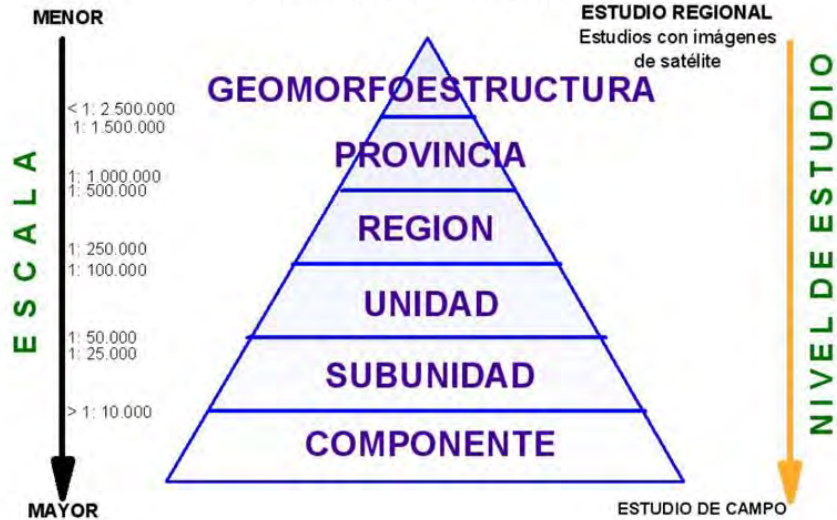 MENOR
ESTUDIO REGIONAL
Estudios con imágenes
de satélite
ESCALA
< 1: 2.500.000
1: 1.500.000
1: 1.000.000
1: 500.000
1: 250.000
1: 100.000
1: 50.000
1: 25.000
> 1: 10.000
GEOMORFOESTRUCTURA
PROVINCIA
REGION
UNIDAD
SUBUNIDAD
COMPONENTE
NIVEL DE ESTUDIO
MAYOR
ESTUDIO DE CAMPO